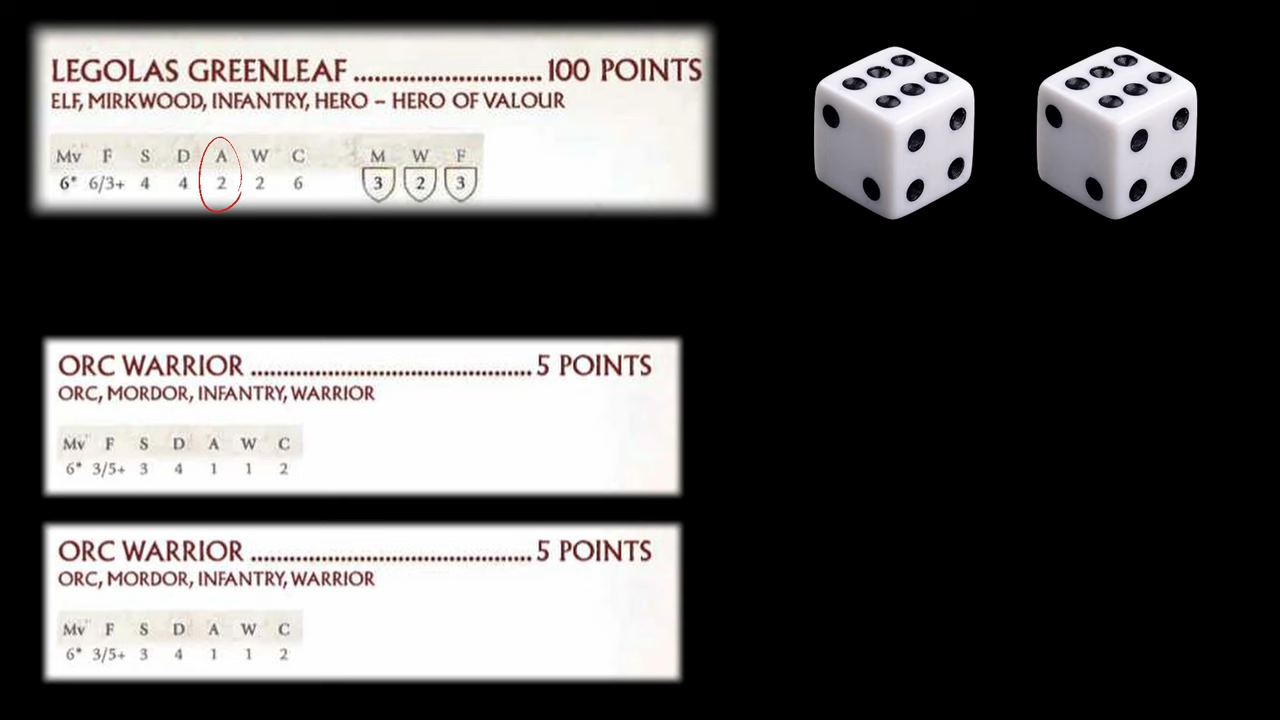 LEGOLAS GREENLEAF ............................ 100 POINTS
ELF, MIRKWOOD, INFANTRY, HERO – HERO OF VALOUR
Mv F S D A W C M W F
6" 6/3+ 4 4 2 2 6 3 2 3
ORC WARRIOR ........................................... 5 POINTS
ORC, MORDOR, INFANTRY, WARRIOR
Mv F S D A W C
6" 3/5+ 3 4 1 1 2
ORC WARRIOR ........................................... 5 POINTS
ORC, MORDOR, INFANTRY, WARRIOR
Mv F S D A W C
6" 3/5+ 3 4 1 1 2